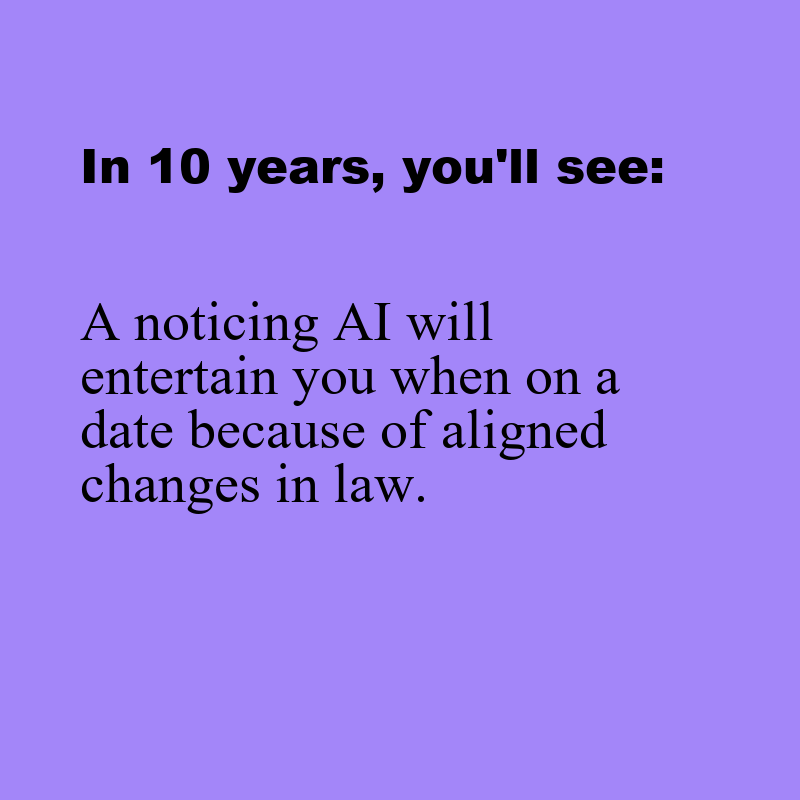 In 10 years, you'll see:
A noticing AI will
entertain you when on a
date because of aligned
changes in law.